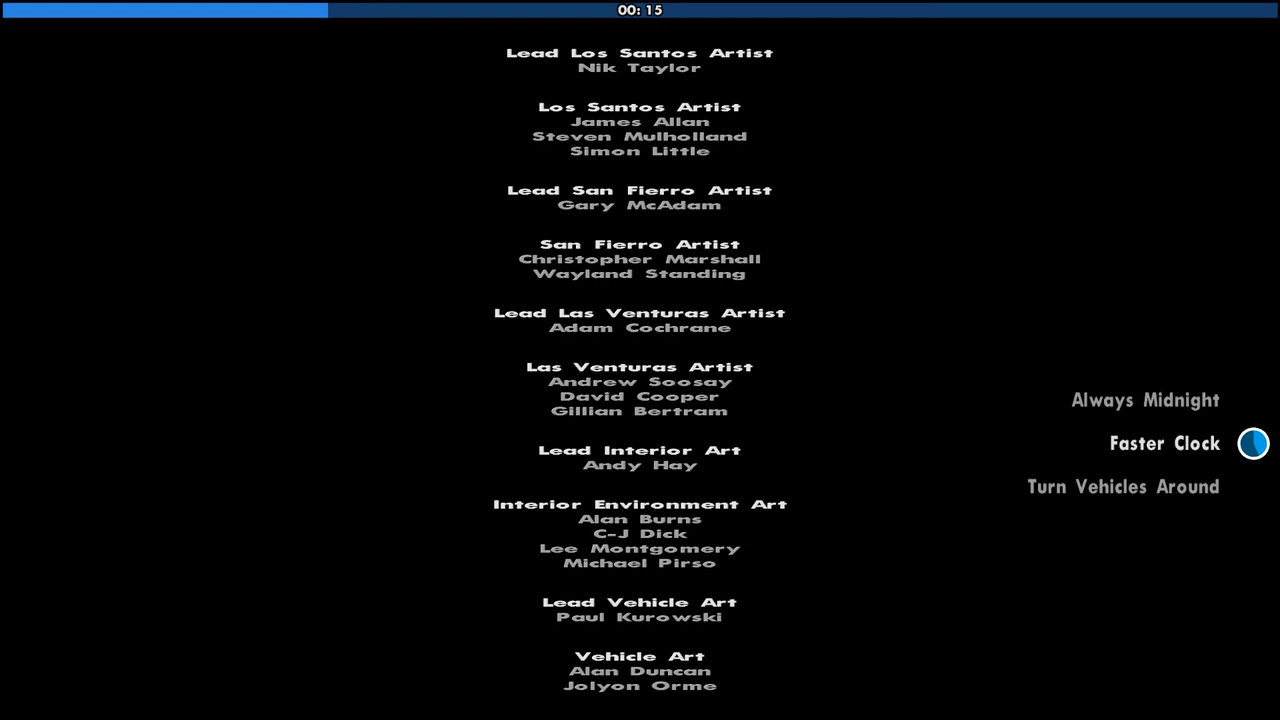 00:15
Lead Los Santos Artist
Nik Taylor
Los Santos Artist
James Allan
Steven Mulholland
Simon Little
Lead San Fierro Artist
Gary McAdam
San Fierro Artist
Christopher Marshall
Wayland Standing
Lead Las Venturas Artist
Adam Cochrane
Las Venturas Artist
Andrew Soosay
David Cooper
Gillian Bertram
Lead Interior Art
Andy Hay
Interior Environment Art
Alan Burns
C-J Dick
Lee Montgomery
Michael Pirso
Lead Vehicle Art
Paul Kurowski
Vehicle Art
Alan Duncan
Jolyon Orme
Always Midnight
Faster Clock
Turn Vehicles Around